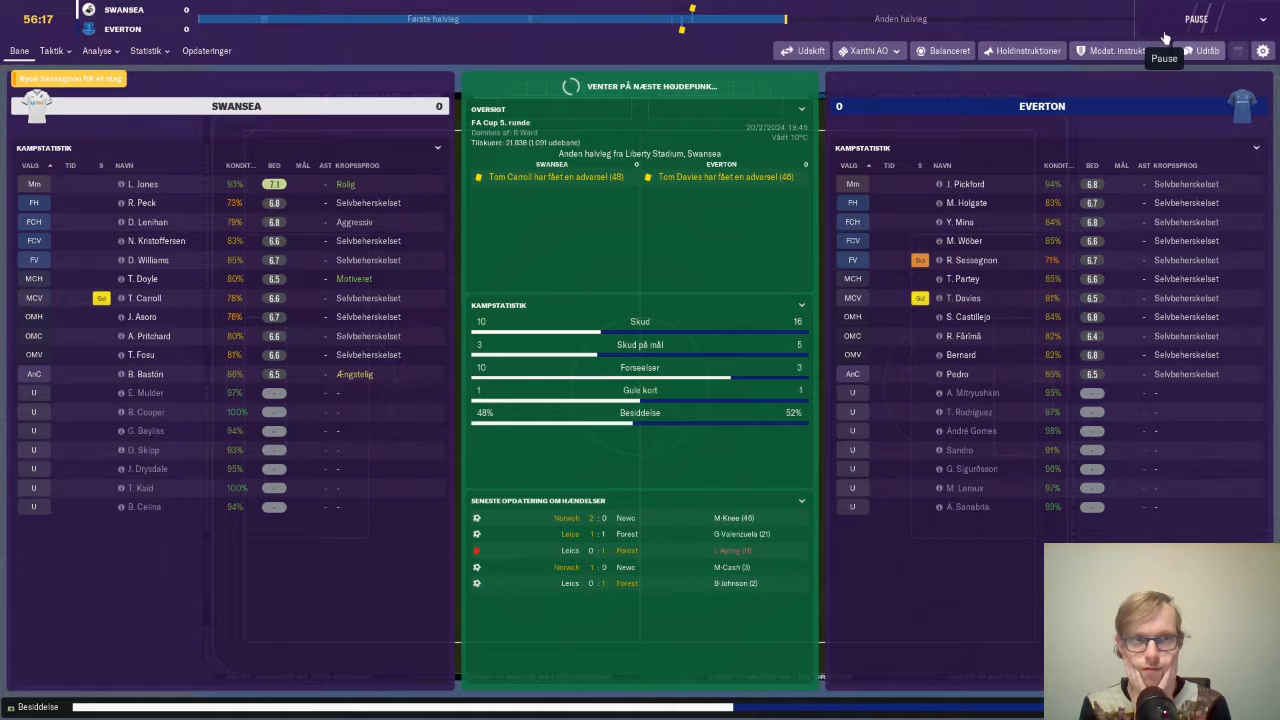 56:17
SWANSEA 0
EVERTON 0
Første halvleg
Anden halvleg
PAUSE
Bane Taktik Analyse Statistik Opdateringer
Udskift Xanthi AO Balanceret Holdinstruktioner Modst. instrukt Udråb
Pause
Ryan Sessegnon fik et slag
SWANSEA 0
KAMPSTATISTIK
VALG TID S NAVN KONDIT... BED MÅL AST KROPSSPROG
Mm L. Jones 93% 7.1 - Rolig
FH R. Peck 73% 6.8 - Selvbeherskelset
FCH D. Lenihan 79% 6.8 - Aggressiv
FCV N. Kristoffersen 83% 6.6 - Selvbeherskelset
FV D. Williams 85% 6.7 - Selvbeherskelset
MCH T. Doyle 80% 6.5 - Motiveret
MCV Gul T. Carroll 78% 6.6 - Selvbeherskelset
OMH J. Asoro 76% 6.7 - Selvbeherskelset
OMC A. Pritchard 80% 6.6 - Selvbeherskelset
OMV T. Fosu 81% 6.6 - Selvbeherskelset
AnC B. Bastón 86% 6.5 - Ængstelig
U E. Mulder 97% - - -
U B. Cooper 100% - - -
U G. Bayliss 94% - - -
U O. Skipp 93% - - -
U J. Drysdale 95% - - -
U T. Kaid 100% - - -
U B. Celina 94% - - -
VENTER PÅ NÆSTE HØJDEPUNK...
OVERSIGT
FA Cup 5. runde 20/2/2024 19.45
Dømmes af: R Ward Vådt 10°C
Tilskuere: 21.838 (1.091 udebane)
Anden halvleg fra Liberty Stadium, Swansea
SWANSEA 0 EVERTON 0
Tom Carroll har fået en advarsel (48) Tom Davies har fået en advarsel (46)
KAMPSTATISTIK
10 Skud 16
3 Skud på mål 5
10 Forseelser 3
1 Gule kort 1
48% Besiddelse 52%
SENESTE OPDATERING OM HÆNDELSER
Norwch 2 : 0 Newc M-Knee (46)
Leics 1 : 1 Forest G-Valenzuela (21)
Leics 0 : 1 Forest L-Ayling (11)
Norwch 1 : 0 Newc M-Cash (3)
Leics 0 : 1 Forest B-Johnson (2)
0 EVERTON
KAMPSTATISTIK
VALG TID S NAVN KONDIT... BED MÅL AST KROPSSPROG
Mm J. Pickford 94% 6.8 - Selvbeherskelset
FH M. Holgate 83% 6.7 - Selvbeherskelset
FCH Y. Mina 84% 6.8 - Selvbeherskelset
FCV M. Wöber 85% 6.6 - Selvbeherskelset
FV Ska R. Sessegnon 71% 6.7 - Selvbeherskelset
MCH T. Partey 85% 6.6 - Selvbeherskelset
MCV Gul T. Davies 81% 6.5 - Selvbeherskelset
OMH S. Castillejo 84% 6.8 - Selvbeherskelset
OMC R. Fărîmă 82% 6.4 - Selvbeherskelset
OMV Bernard 82% 6.8 - Selvbeherskelset
AnC Pedro 85% 6.5 - Selvbeherskelset
U A. Mitryushkin 95% - - -
U T. Rodríguez 97% - - -
U André Gomes 99% - - -
U Sandro 91% - - -
U G. Sigurðsson 98% - - -
U M. Leroux 97% - - -
U A. Sanabria 99% - - -
Besiddelse